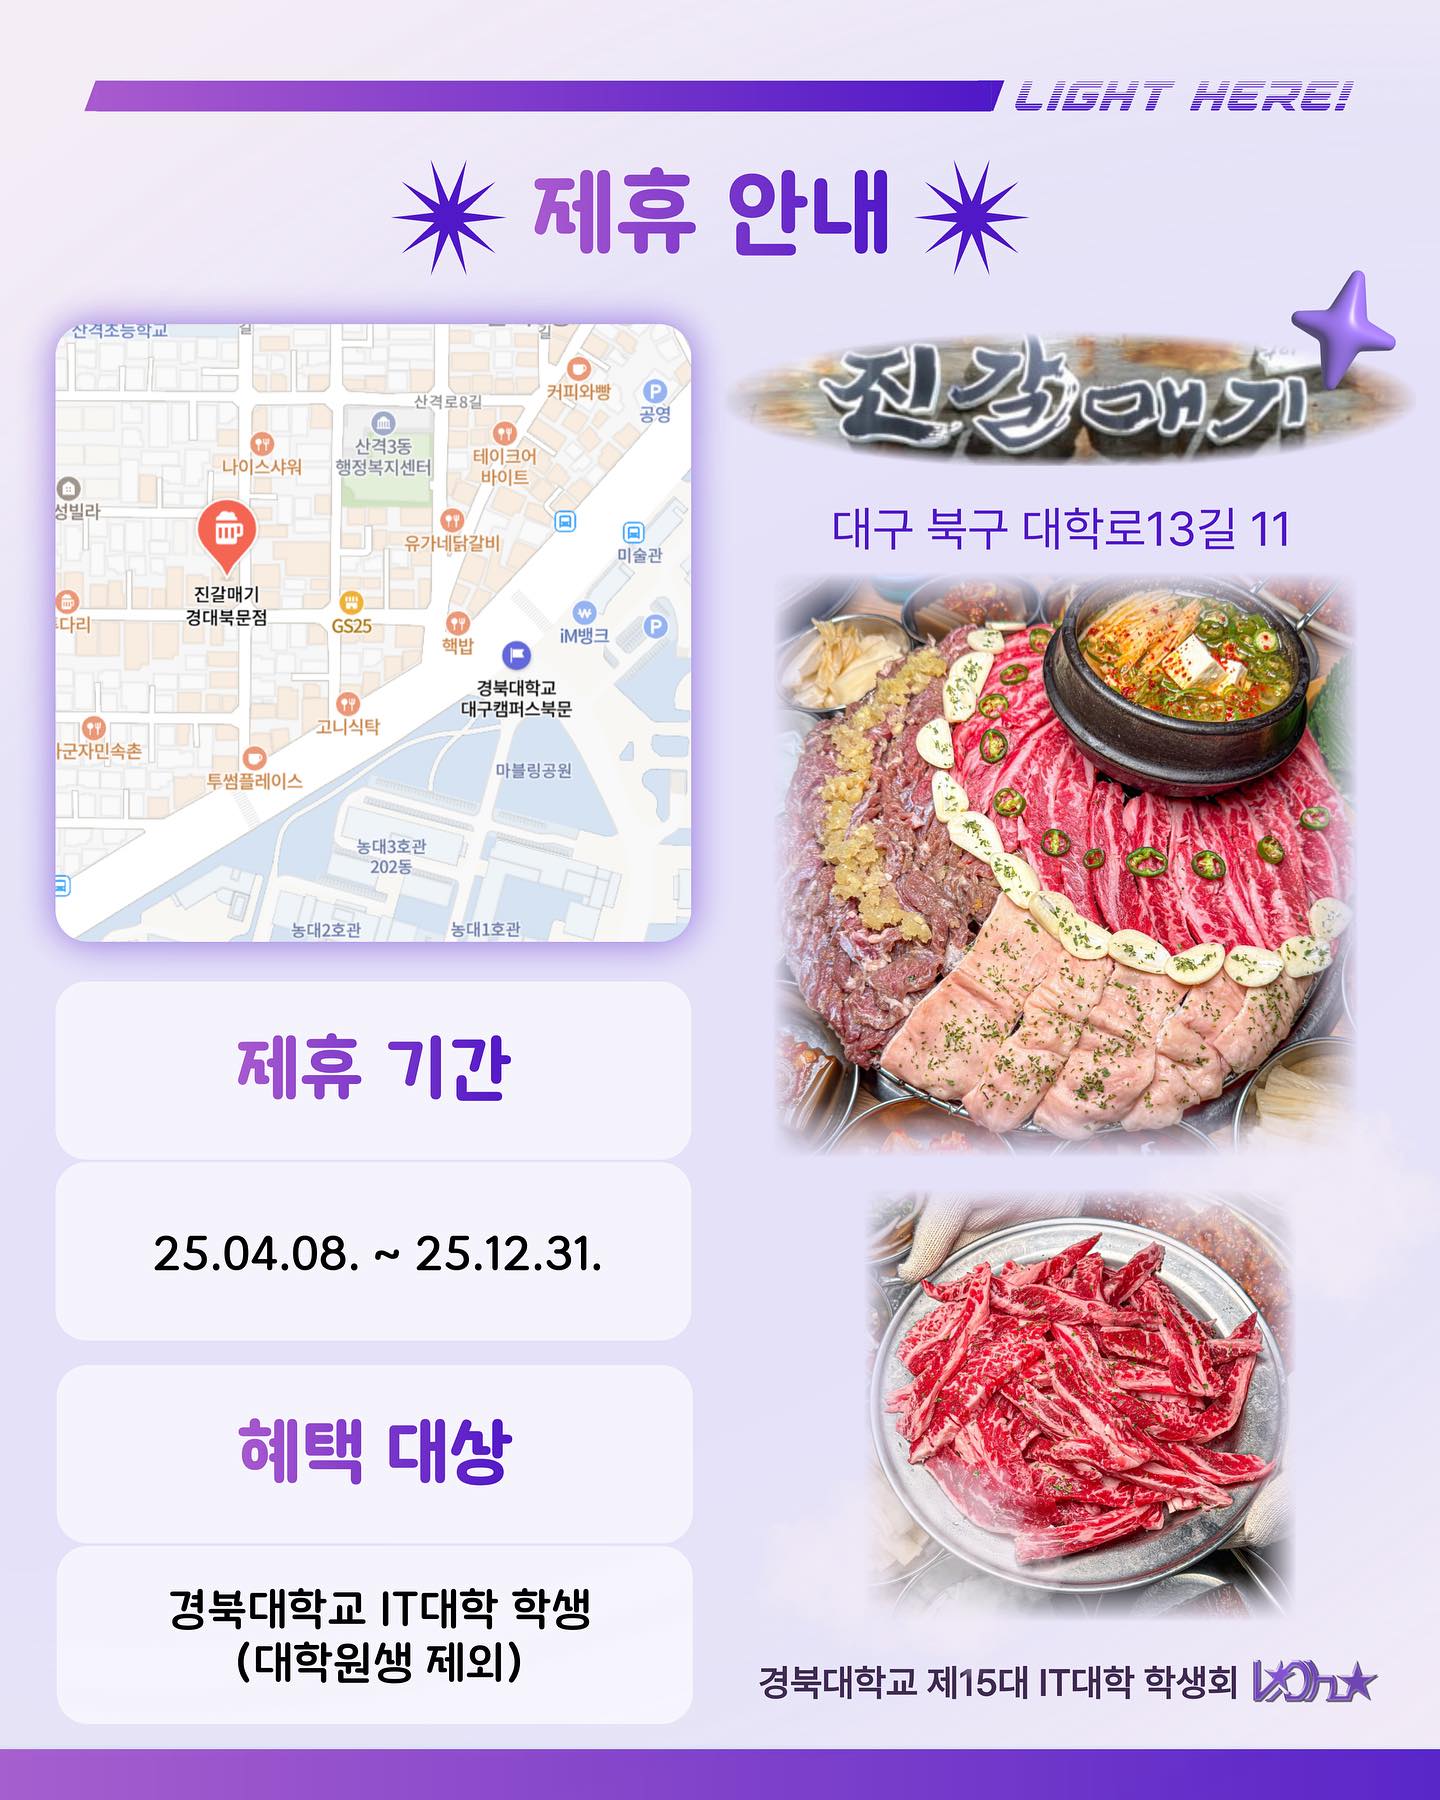 LIGHT HERE!
제휴 안내
산격초등학교
길
길
산격로8길
커피와빵
공영
나이스샤워
산격3동
행정복지센터
테이크어
바이트
성빌라
유가네닭갈비
미술관
진갈매기
경대북문점
다리
GS25
핵밥
iM뱅크
경북대학교
대구캠퍼스북문
고니식탁
군자민속촌
투썸플레이스
마블링공원
농대3호관
202동
농대2호관
농대1호관
진갈매기
대구 북구 대학로13길 11
제휴 기간
25.04.08. ~ 25.12.31.
혜택 대상
경북대학교 IT대학 학생
(대학원생 제외)
경북대학교 제15대 IT대학 학생회